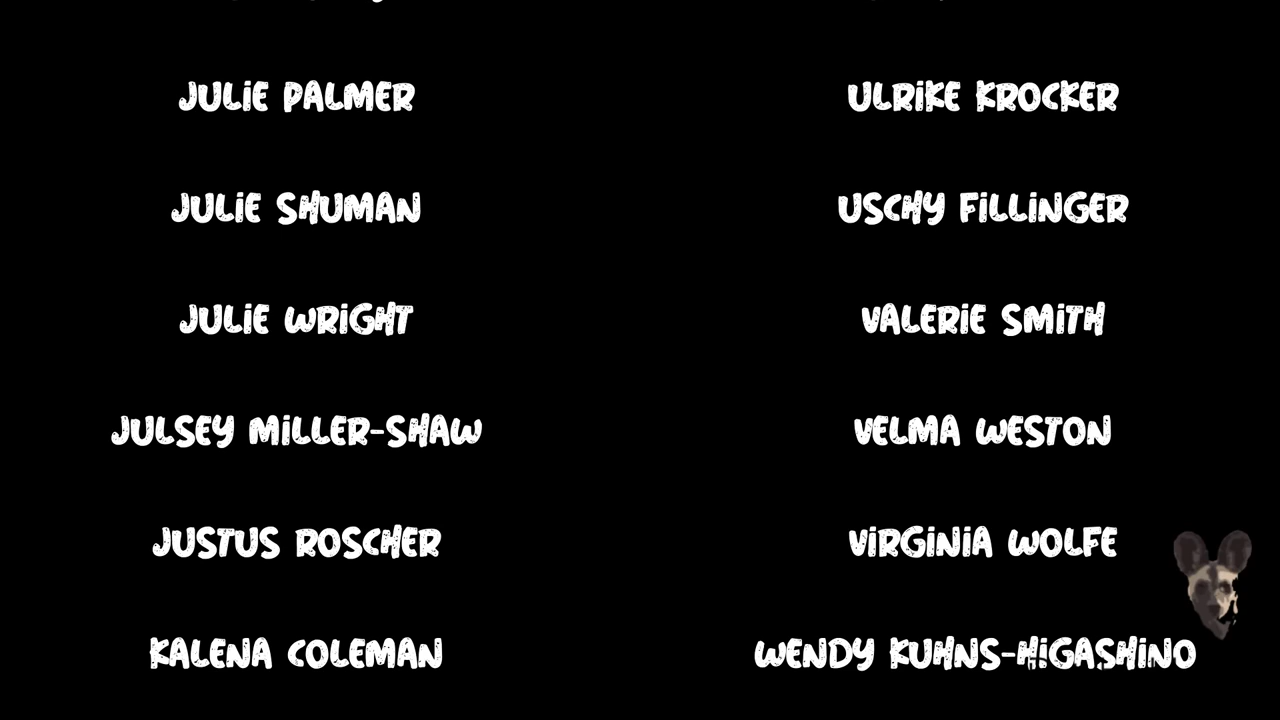 JULIE PALMER
JULIE SHUMAN
JULIE WRIGHT
JULSEY MILLER-SHAW
JUSTUS ROSCHER
KALENA COLEMAN
ULRIKE KROCKER
USCHY FILLINGER
VALERIE SMITH
VELMA WESTON
VIRGINIA WOLFE
WENDY KUHNS-HIGASHINO